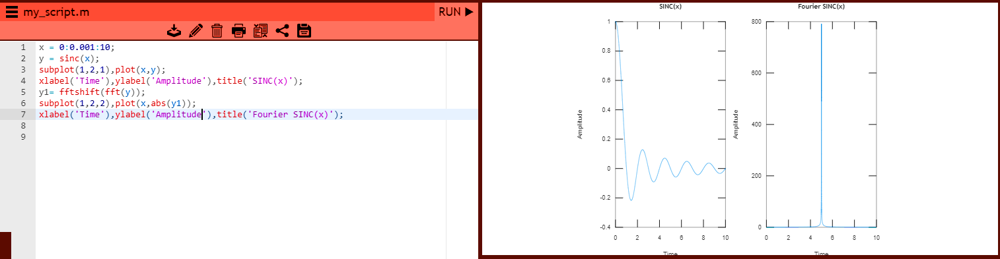 my_script.m
RUN
1 x = 0:0.001:10;
2 y = sinc(x);
3 subplot(1,2,1),plot(x,y);
4 xlabel('Time'),ylabel('Amplitude'),title('SINC(x)');
5 y1= fftshift(fft(y));
6 subplot(1,2,2),plot(x,abs(y1));
7 xlabel('Time'),ylabel('Amplitude'),title('Fourier SINC(x)');
8
9
SINC(x)
1
0.8
0.6
0.4
0.2
0
-0.2
-0.4
Amplitude
0 2 4 6 8 10
Time
Fourier SINC(x)
800
600
400
200
0
Amplitude
0 2 4 6 8 10
Time